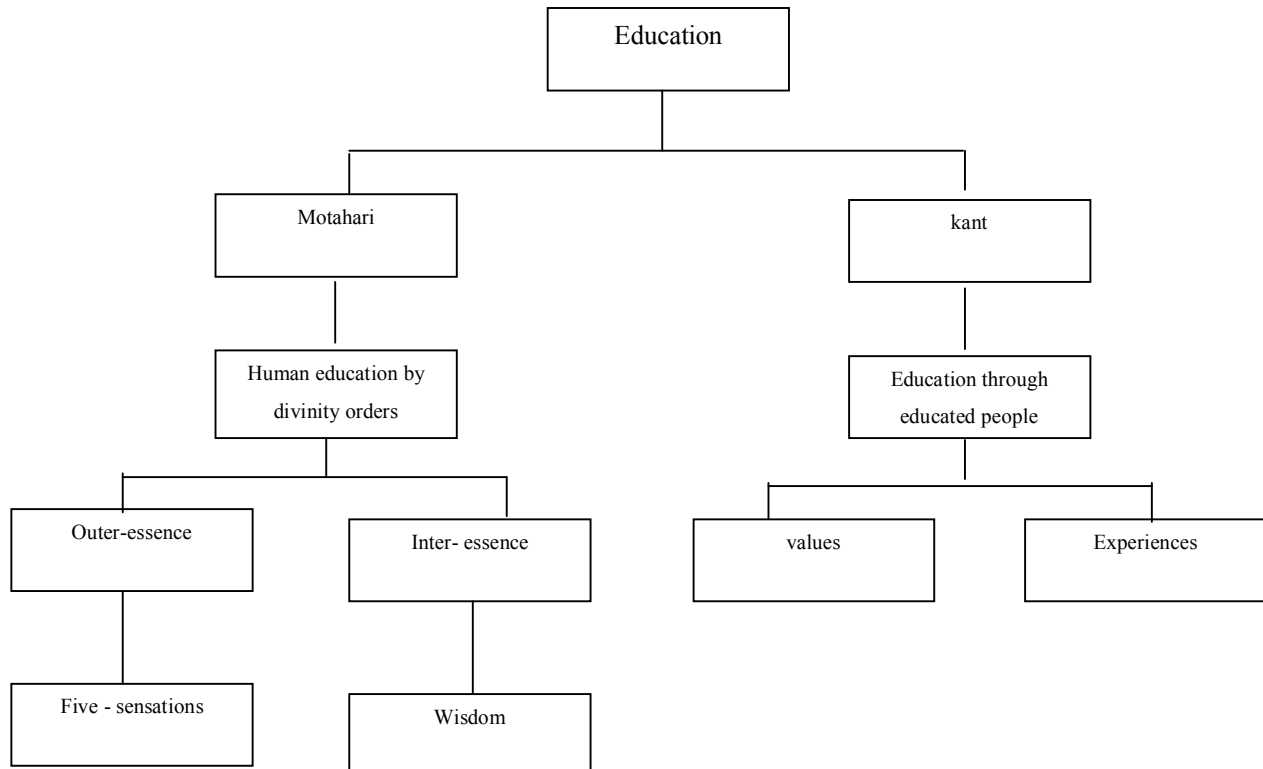 Education
Motahari
kant
Human education by
divinity orders
Education through
educated people
Outer-essence
Inter- essence
values
Experiences
Five - sensations
Wisdom